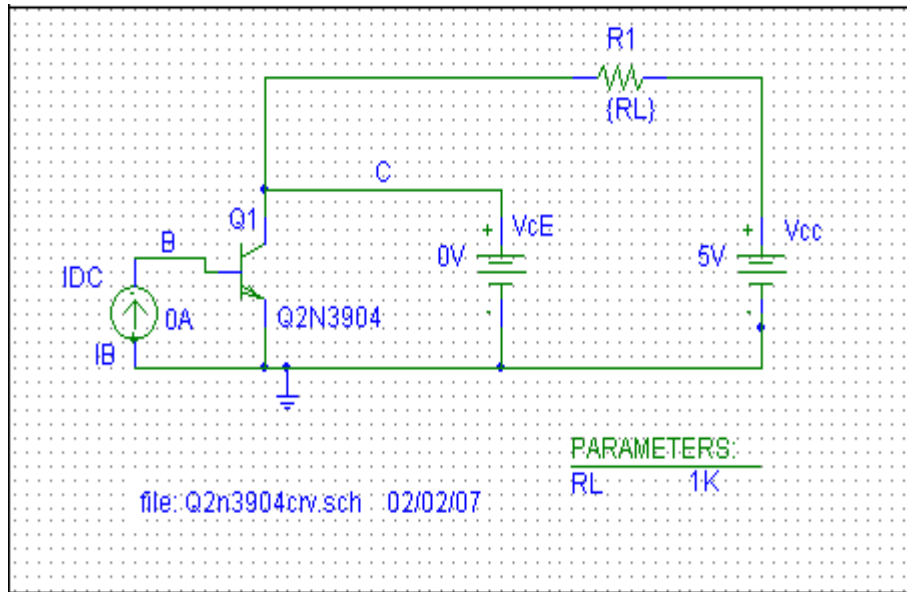 R1
{RL}
C
Q1
B
+ VcE
+ Vcc
0V
5V
IDC
0A
Q2N3904
-
-
IB
PARAMETERS:
RL 1K
file: Q2n3904crv.sch 02/02/07